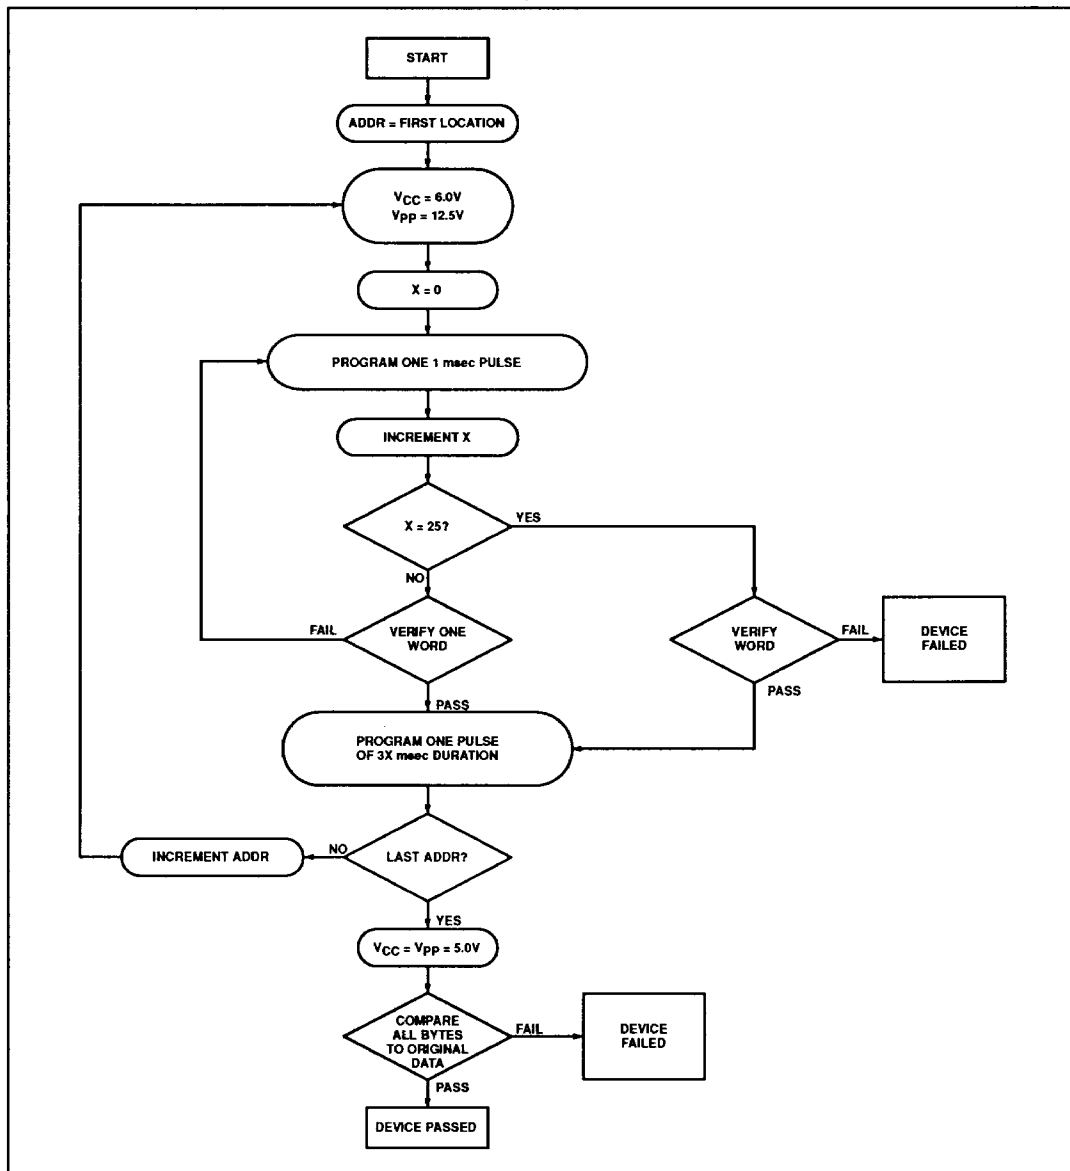 START
ADDR = FIRST LOCATION
VCC = 6.0V
VPP = 12.5V
X = 0
PROGRAM ONE 1 msec PULSE
INCREMENT X
X = 25?
YES
NO
VERIFY ONE
WORD
FAIL
VERIFY
WORD
FAIL
DEVICE
FAILED
PASS
PASS
PROGRAM ONE PULSE
OF 3X msec DURATION
LAST ADDR?
NO
INCREMENT ADDR
YES
VCC = VPP = 5.0V
COMPARE
ALL BYTES
TO ORIGINAL
DATA
FAIL
DEVICE
FAILED
PASS
DEVICE PASSED